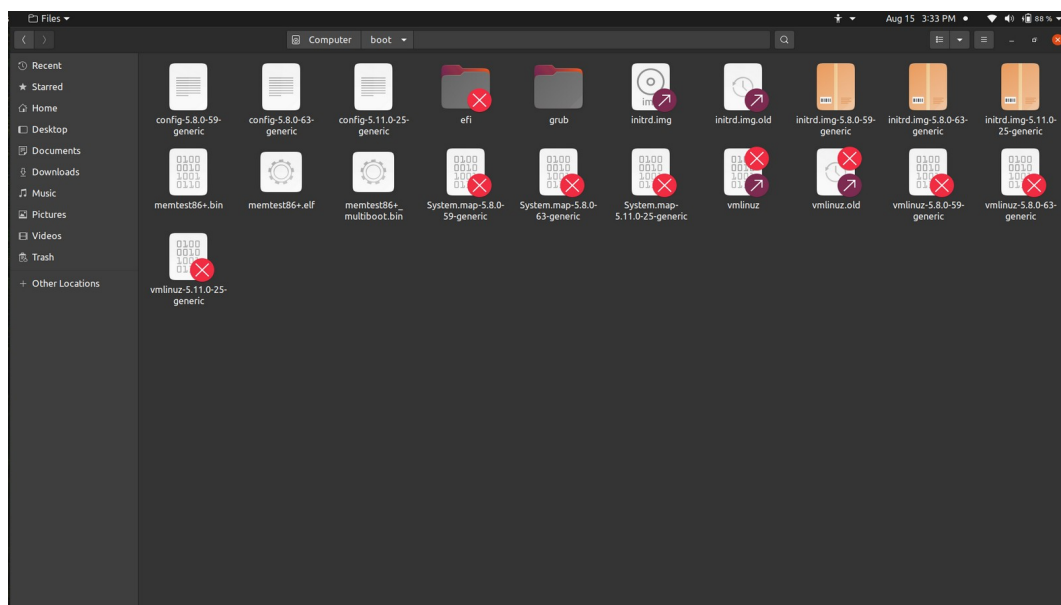 Files
Aug 15 3:33 PM
88 %
Computer boot
Recent
Starred
Home
Desktop
Documents
Downloads
Music
Pictures
Videos
Trash
+ Other Locations
config-5.8.0-59-
generic
config-5.8.0-63-
generic
config-5.11.0-25-
generic
efi
grub
initrd.img
initrd.img.old
initrd.img-5.8.0-59-
generic
initrd.img-5.8.0-63-
generic
initrd.img-5.11.0-
25-generic
memtest86+.bin
memtest86+.elf
memtest86+_
multiboot.bin
System.map-5.8.0-
59-generic
System.map-5.8.0-
63-generic
System.map-
5.11.0-25-generic
vmlinuz
vmlinuz.old
vmlinuz-5.8.0-59-
generic
vmlinuz-5.8.0-63-
generic
vmlinuz-5.11.0-25-
generic